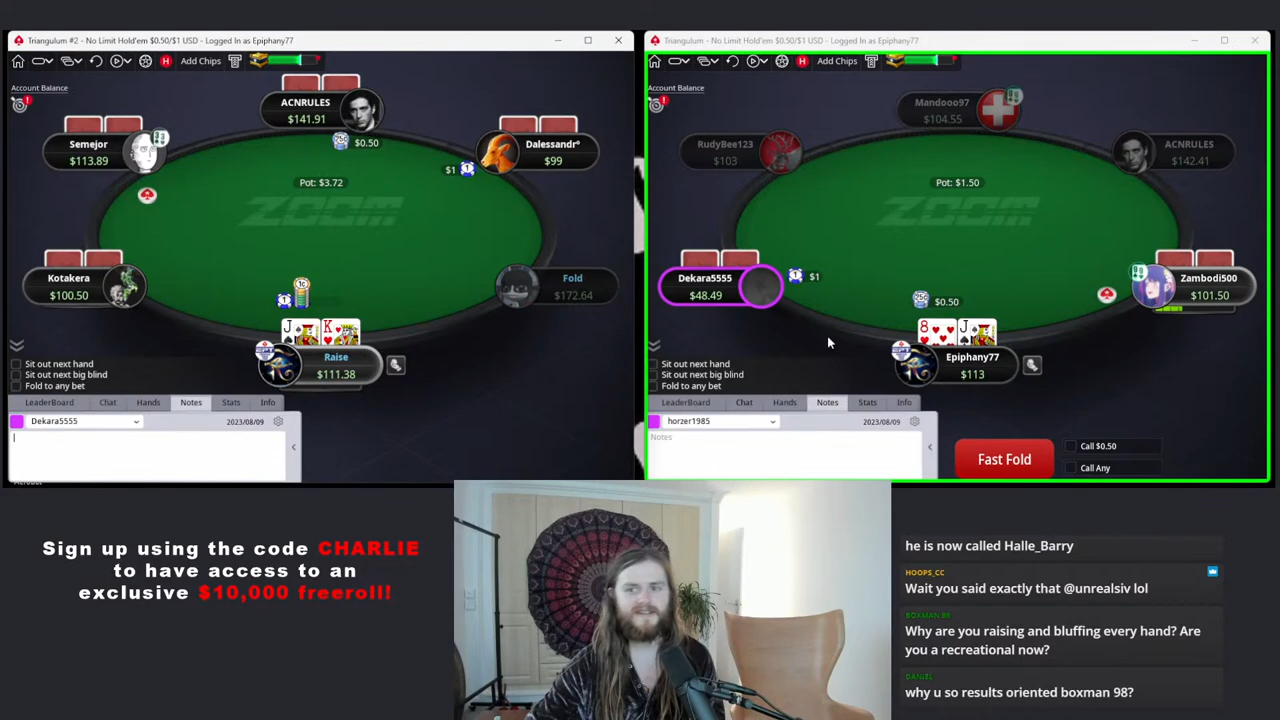 Triangulum #2 - No Limit Hold'em $0.50/$1 USD - Logged In as Epiphany77
Add Chips
Account Balance
ACNRULES
$141.91
Semejor
$113.89
Dalessandr°
$99
$0.50
$1
Pot: $3.72
ZOOM
Kotakera
$100.50
Fold
$172.64
J K
Raise
$111.38
Sit out next hand
Sit out next big blind
Fold to any bet
LeaderBoard Chat Hands Notes Stats Info
Dekara5555 2023/08/09
Triangulum - No Limit Hold'em $0.50/$1 USD - Logged In as Epiphany77
Add Chips
Account Balance
Mandooo97
$104.55
RudyBee123
$103
ACNRULES
$142.41
Pot: $1.50
ZOOM
Dekara5555
$48.49
$1
$0.50
Zambodi500
$101.50
8 J
Epiphany77
$113
Sit out next hand
Sit out next big blind
Fold to any bet
LeaderBoard Chat Hands Notes Stats Info
horzer1985 2023/08/09
Notes
Fast Fold
Call $0.50
Call Any
Sign up using the code CHARLIE
to have access to an
exclusive $10,000 freeroll!
he is now called Halle_Barry
HOOPS_CC
Wait you said exactly that @unrealsiv lol
Why are you raising and bluffing every hand? Are
you a recreational now?
DANIEL
why u so results oriented boxman 98?